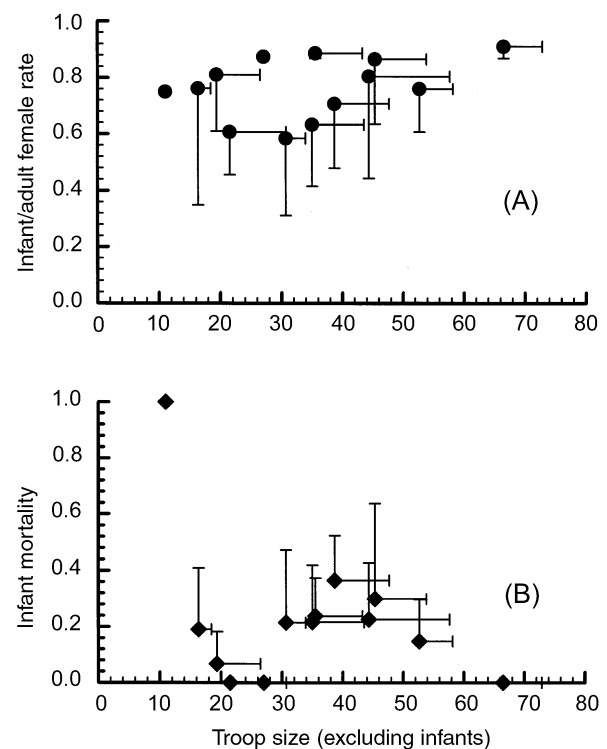 1.0
0.8
0.6
0.4
0.2
0.0
Infant/adult female rate
(A)
0 10 20 30 40 50 60 70 80
1.0
0.8
0.6
0.4
0.2
0.0
Infant mortality
(B)
0 10 20 30 40 50 60 70 80
Troop size (excluding infants)